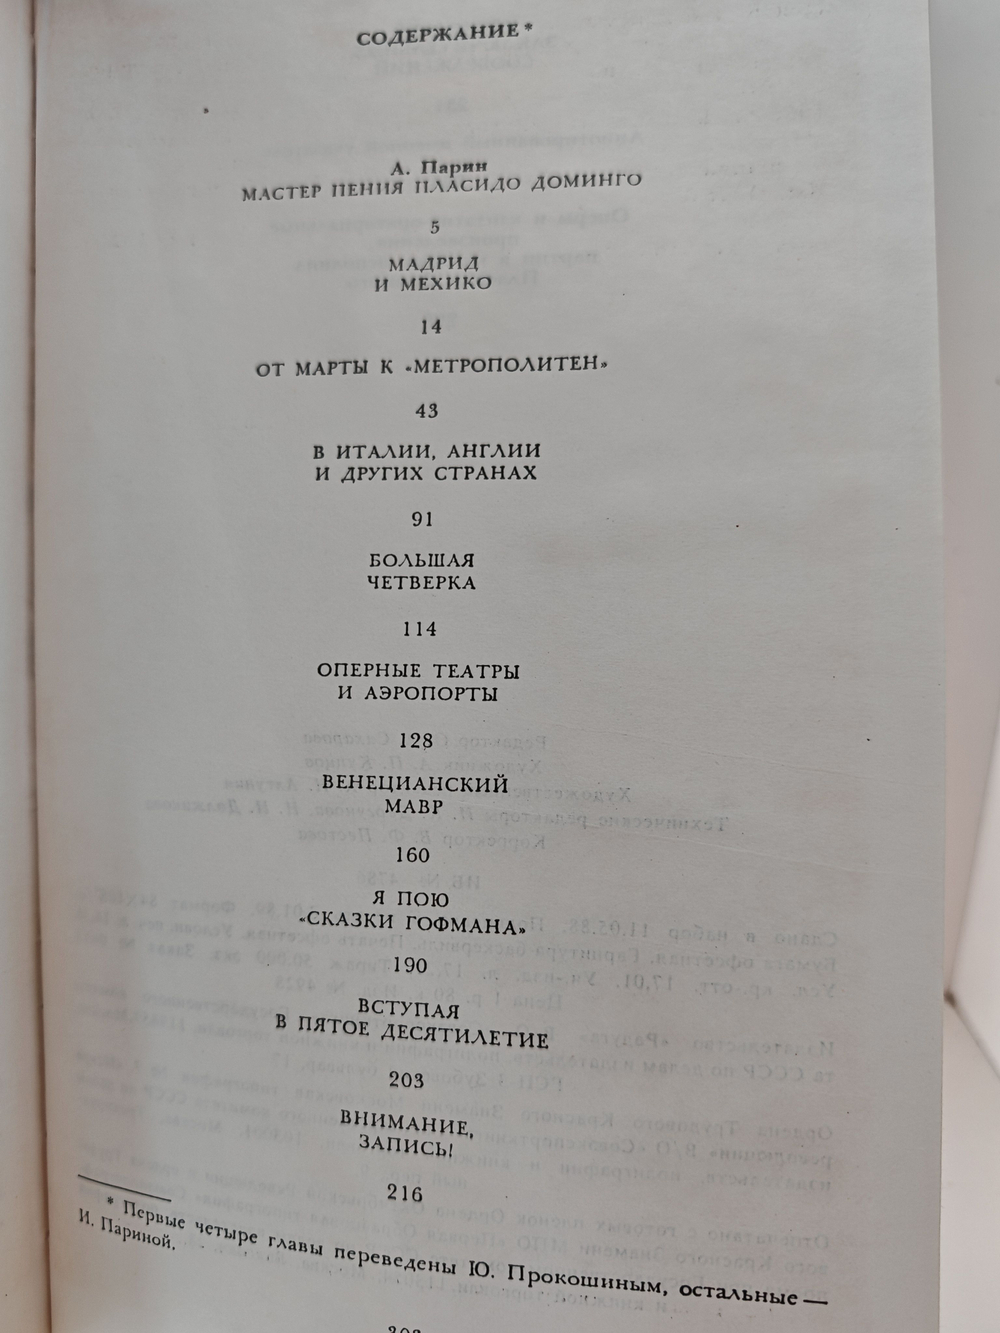 СОДЕРЖАНИЕ*
А. Парин
МАСТЕР ПЕНИЯ ПЛАСИДО ДОМИНГО
5
МАДРИД
И МЕХИКО
14
ОТ МАРТЫ К «МЕТРОПОЛИТЕН»
43
В ИТАЛИИ, АНГЛИИ
И ДРУГИХ СТРАНАХ
91
БОЛЬШАЯ
ЧЕТВЕРКА
114
ОПЕРНЫЕ ТЕАТРЫ
И АЭРОПОРТЫ
128
ВЕНЕЦИАНСКИЙ
МАВР
160
Я ПОЮ
«СКАЗКИ ГОФМАНА»
190
ВСТУПАЯ
В ПЯТОЕ ДЕСЯТИЛЕТИЕ
203
ВНИМАНИЕ,
ЗАПИСЬ!
216
* Первые четыре главы переведены Ю. Прокошиным, остальные —
И. Париной.